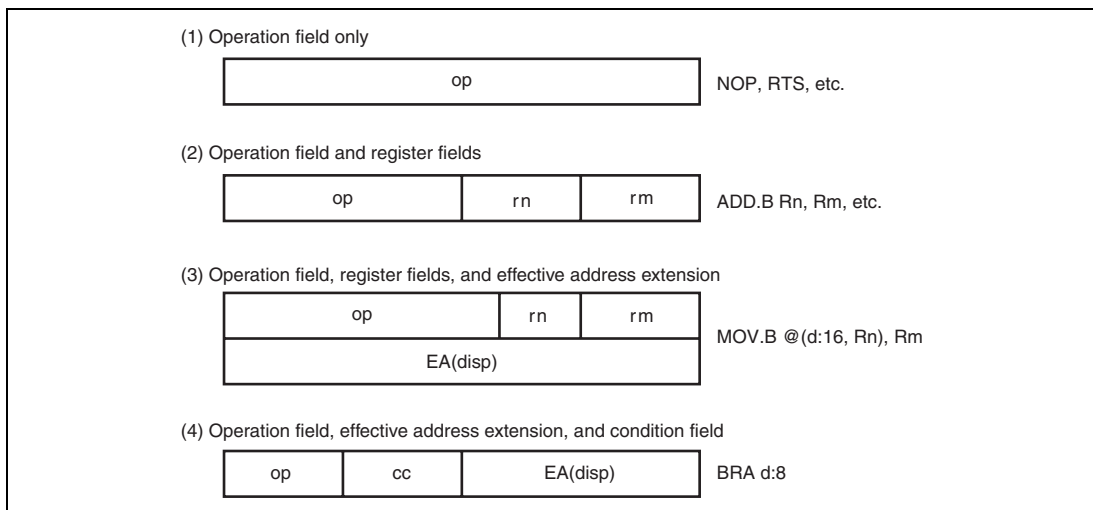 (1) Operation field only
op
NOP, RTS, etc.
(2) Operation field and register fields
op rn rm
ADD.B Rn, Rm, etc.
(3) Operation field, register fields, and effective address extension
op rn rm
EA(disp)
MOV.B @(d:16, Rn), Rm
(4) Operation field, effective address extension, and condition field
op cc EA(disp)
BRA d:8